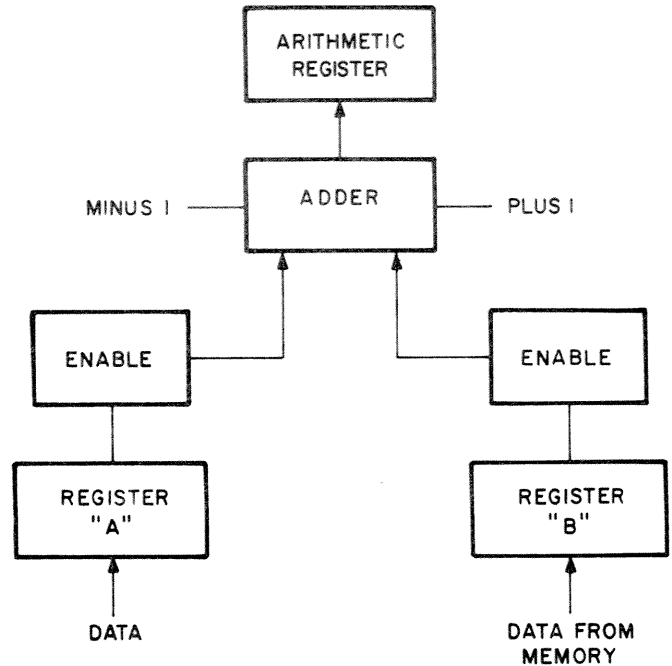 ARITHMETIC
REGISTER
ADDER
MINUS 1
PLUS 1
ENABLE
ENABLE
REGISTER
"A"
REGISTER
"B"
DATA
DATA FROM
MEMORY